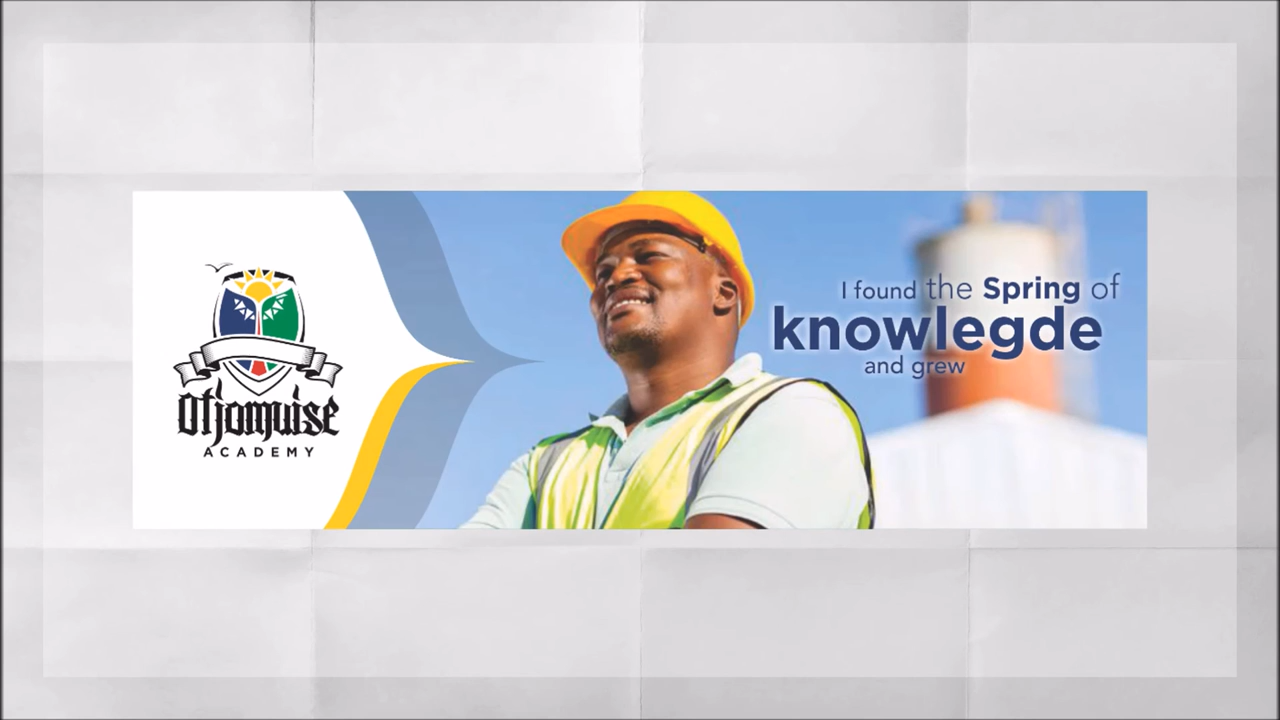 Otjomuise
ACADEMY
I found the Spring of
knowlegde
and grew